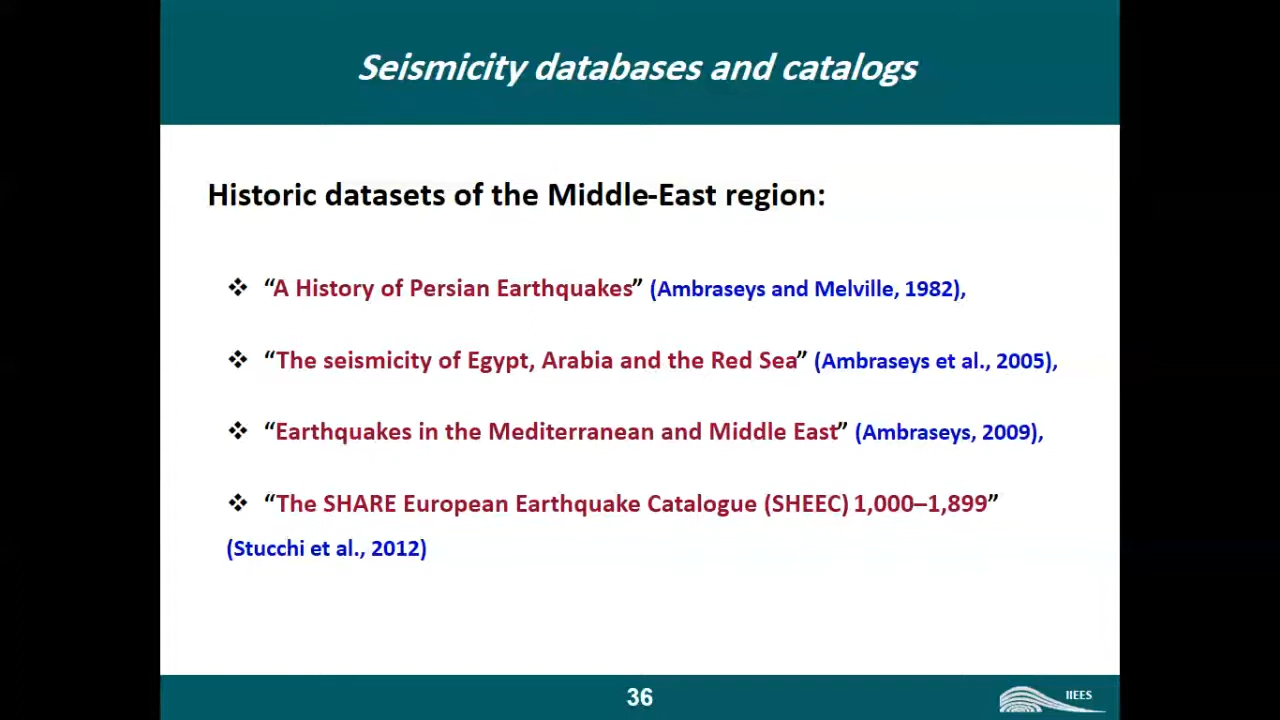 Seismicity databases and catalogs
Historic datasets of the Middle-East region:
❖ “A History of Persian Earthquakes” (Ambraseys and Melville, 1982),
❖ “The seismicity of Egypt, Arabia and the Red Sea” (Ambraseys et al., 2005),
❖ “Earthquakes in the Mediterranean and Middle East” (Ambraseys, 2009),
❖ “The SHARE European Earthquake Catalogue (SHEEC) 1,000–1,899”
(Stucchi et al., 2012)
36
IIEES